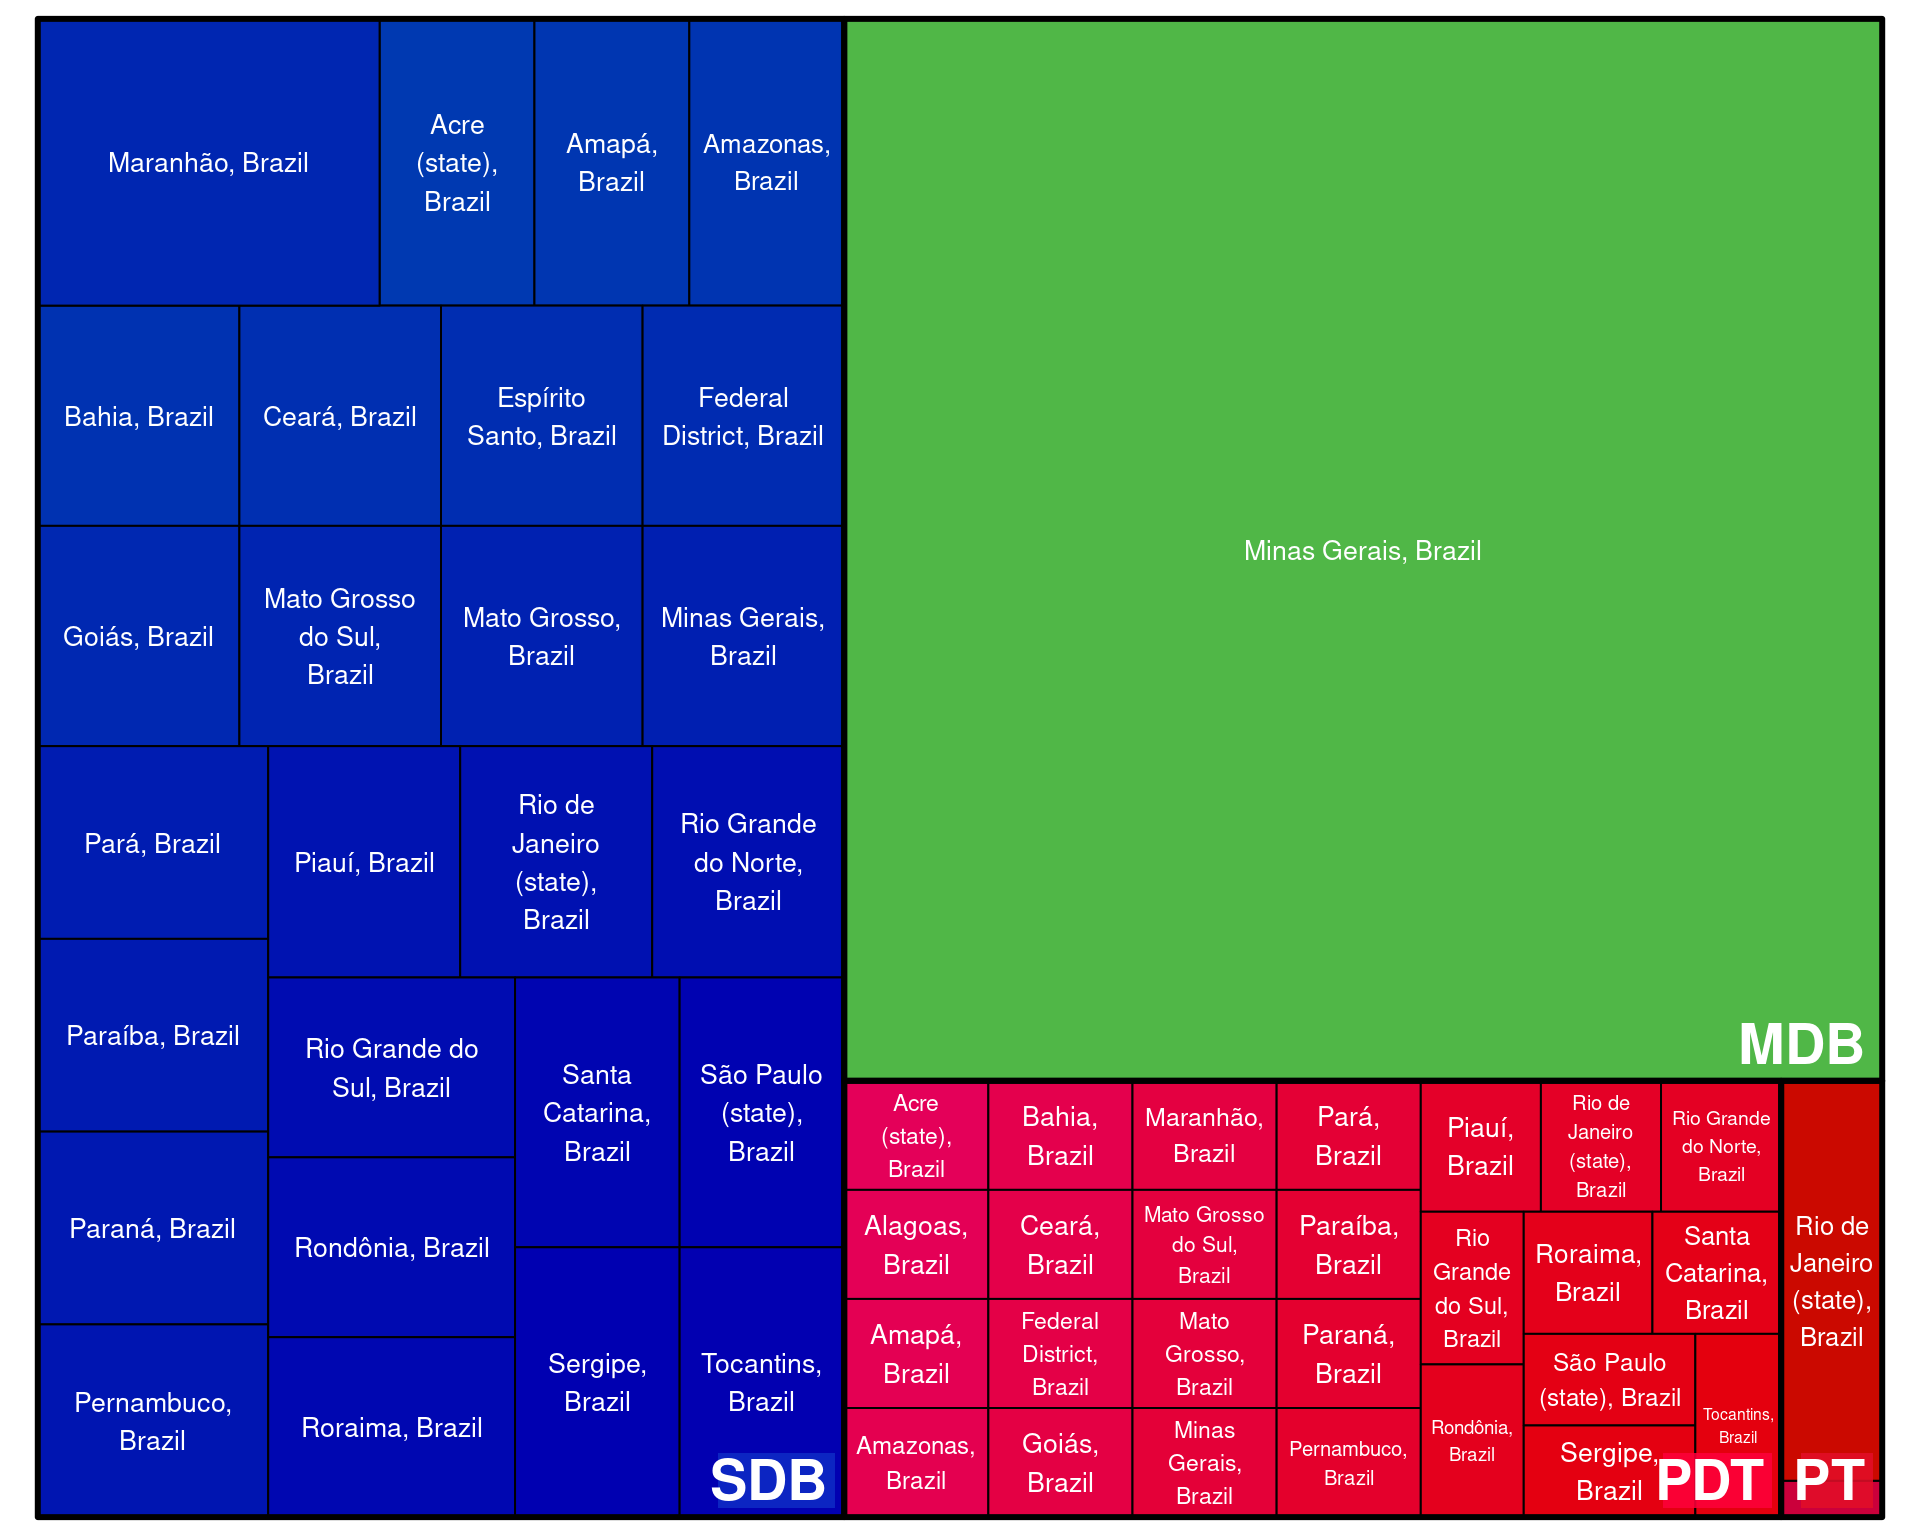 Maranhão, Brazil
Acre
(state),
Brazil
Amapá,
Brazil
Amazonas,
Brazil
Bahia, Brazil
Ceará, Brazil
Espírito
Santo, Brazil
Federal
District, Brazil
Goiás, Brazil
Mato Grosso
do Sul,
Brazil
Mato Grosso,
Brazil
Minas Gerais,
Brazil
Pará, Brazil
Paraíba, Brazil
Paraná, Brazil
Pernambuco,
Brazil
Piauí, Brazil
Rio de
Janeiro
(state),
Brazil
Rio Grande
do Norte,
Brazil
Rio Grande do
Sul, Brazil
Rondônia, Brazil
Roraima, Brazil
Santa
Catarina,
Brazil
São Paulo
(state),
Brazil
Sergipe,
Brazil
Tocantins,
Brazil
SDB
Minas Gerais, Brazil
MDB
Acre
(state),
Brazil
Alagoas,
Brazil
Amapá,
Brazil
Amazonas,
Brazil
Bahia,
Brazil
Ceará,
Brazil
Federal
District,
Brazil
Goiás,
Brazil
Maranhão,
Brazil
Mato Grosso
do Sul,
Brazil
Mato
Grosso,
Brazil
Minas
Gerais,
Brazil
Pará,
Brazil
Paraíba,
Brazil
Paraná,
Brazil
Pernambuco,
Brazil
Piauí,
Brazil
Rio de
Janeiro
(state),
Brazil
Rio Grande
do Norte,
Brazil
Rio
Grande
do Sul,
Brazil
Rondônia,
Brazil
Roraima,
Brazil
Santa
Catarina,
Brazil
São Paulo
(state), Brazil
Sergipe,
Brazil
Tocantins,
Brazil
PDT
Rio de
Janeiro
(state),
Brazil
PT